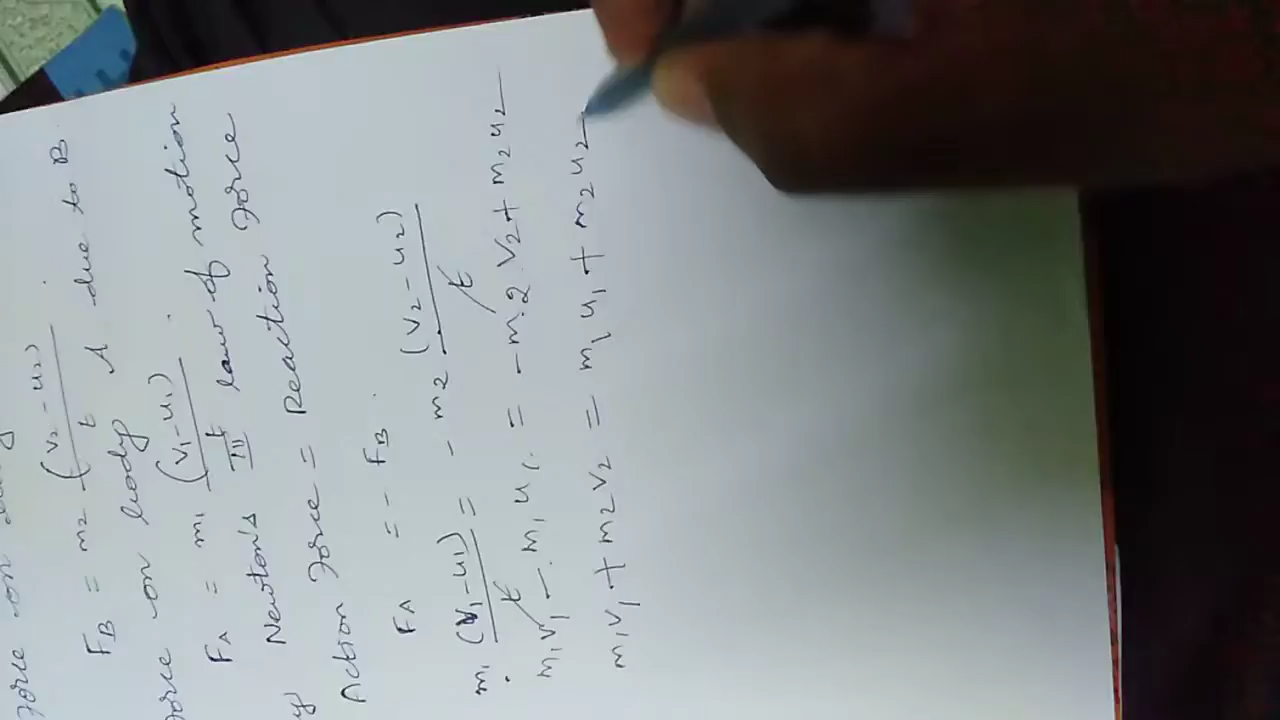 Force on
F_B = m₂ (v₂ - u₂) / t
Force on body A due to B.
F_A = m₁ (v₁ - u₁) / t
By Newton's III law of motion
Action Force = Reaction Force
F_A = - F_B.
m₁ (v₁ - u₁) / t = - m₂ (v₂ - u₂) / t
m₁v₁ - m₁u₁ = - m₂v₂ + m₂u₂
m₁v₁ + m₂v₂ = m₁u₁ + m₂u₂